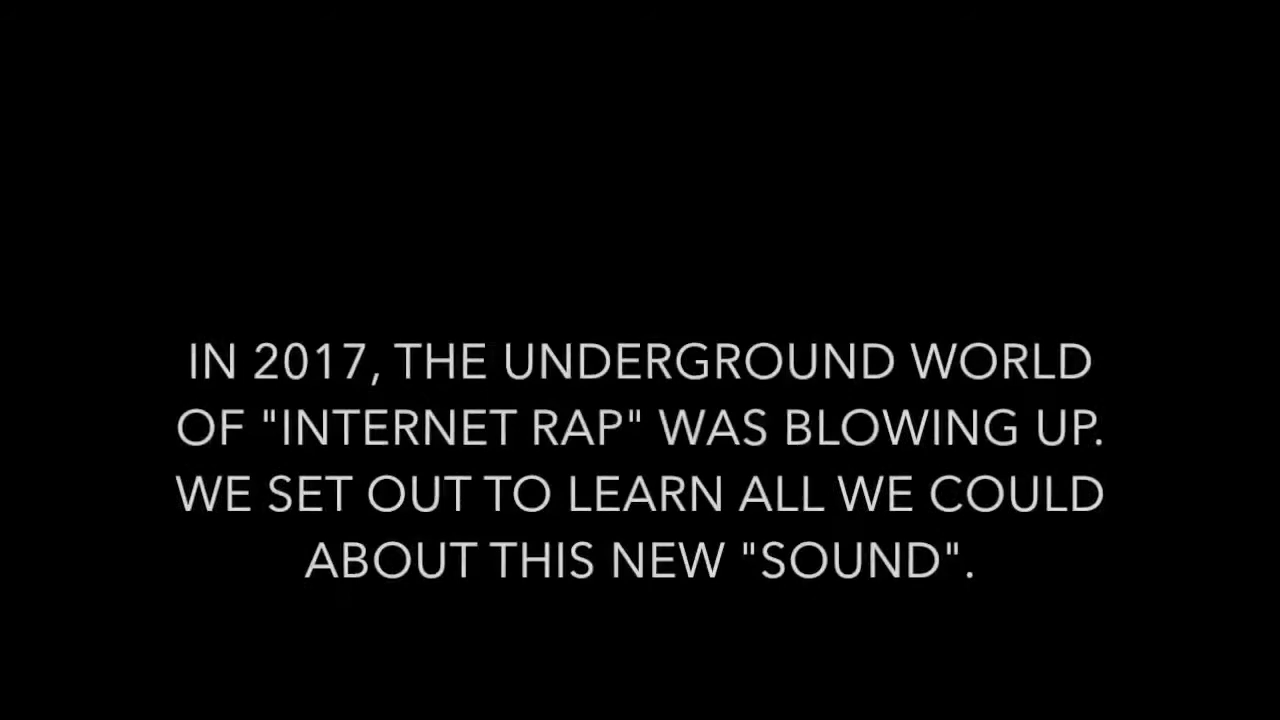 IN 2017, THE UNDERGROUND WORLD
OF "INTERNET RAP" WAS BLOWING UP.
WE SET OUT TO LEARN ALL WE COULD
ABOUT THIS NEW "SOUND".